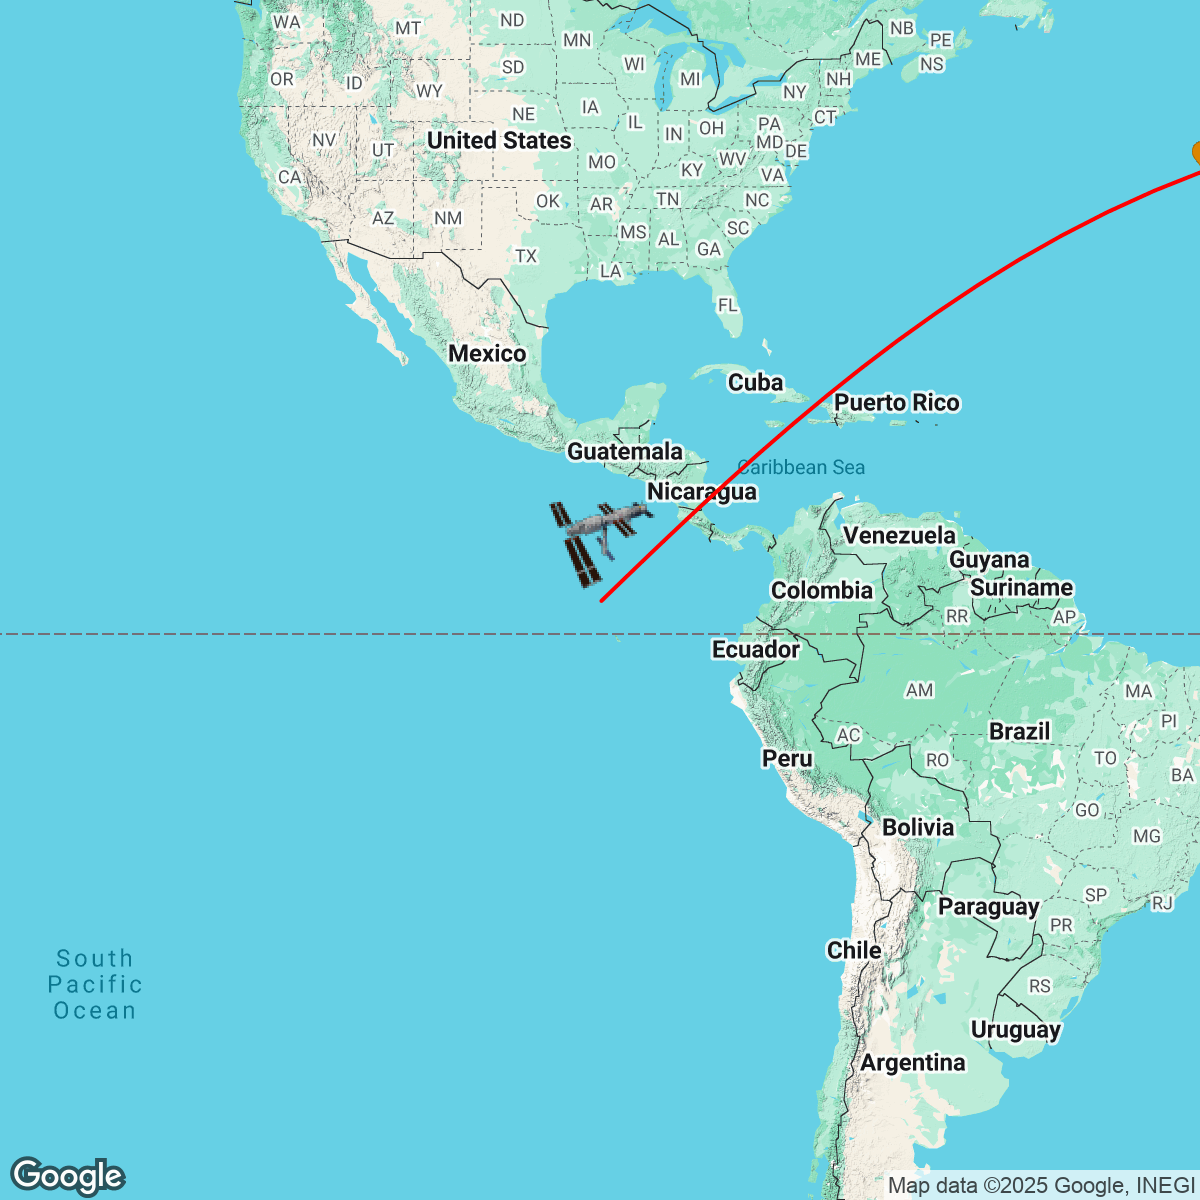 WA
MT
ND
MN
NB
PE
OR
ID
SD
WI
ME
NS
WY
MI
NH
NE
IA
NY
NV
UT
United States
IL
IN
OH
PA
CT
MD
DE
CA
MO
KY
WV
VA
AZ
NM
OK
AR
TN
NC
MS
AL
GA
SC
TX
LA
FL
Mexico
Cuba
Puerto Rico
Guatemala
Caribbean Sea
Nicaragua
Venezuela
Guyana
Colombia
Suriname
RR
AP
Ecuador
AM
MA
PI
AC
Brazil
Peru
RO
TO
BA
GO
Bolivia
MG
SP
RJ
Paraguay
PR
Chile
South
Pacific
Ocean
RS
Uruguay
Argentina
Google
Map data ©2025 Google, INEGI